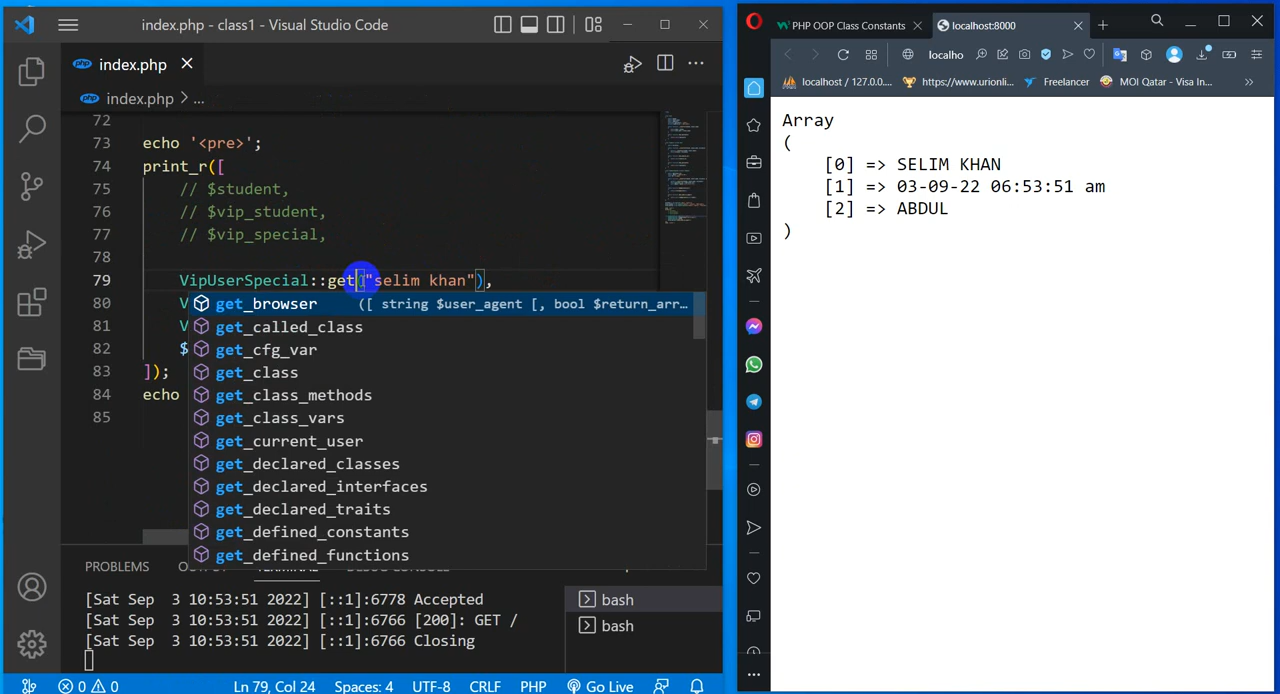 index.php - class1 - Visual Studio Code
index.php
index.php > ...
72
73 echo '<pre>';
74 print_r([
75 // $student,
76 // $vip_student,
77 // $vip_special,
78
79 VipUserSpecial::get("selim khan"),
80 V
81 V
82 $
83 ]);
84 echo
85
get_browser ([ string $user_agent [, bool $return_arr…
get_called_class
get_cfg_var
get_class
get_class_methods
get_class_vars
get_current_user
get_declared_classes
get_declared_interfaces
get_declared_traits
get_defined_constants
get_defined_functions
PROBLEMS
[Sat Sep 3 10:53:51 2022] [::1]:6778 Accepted
[Sat Sep 3 10:53:51 2022] [::1]:6766 [200]: GET /
[Sat Sep 3 10:53:51 2022] [::1]:6766 Closing
bash
bash
0 0 Ln 79, Col 24 Spaces: 4 UTF-8 CRLF PHP Go Live
PHP OOP Class Constants
localhost:8000
localho
localhost / 127.0.0.... https://www.urionli... Freelancer MOI Qatar - Visa In...
Array
(
[0] => SELIM KHAN
[1] => 03-09-22 06:53:51 am
[2] => ABDUL
)